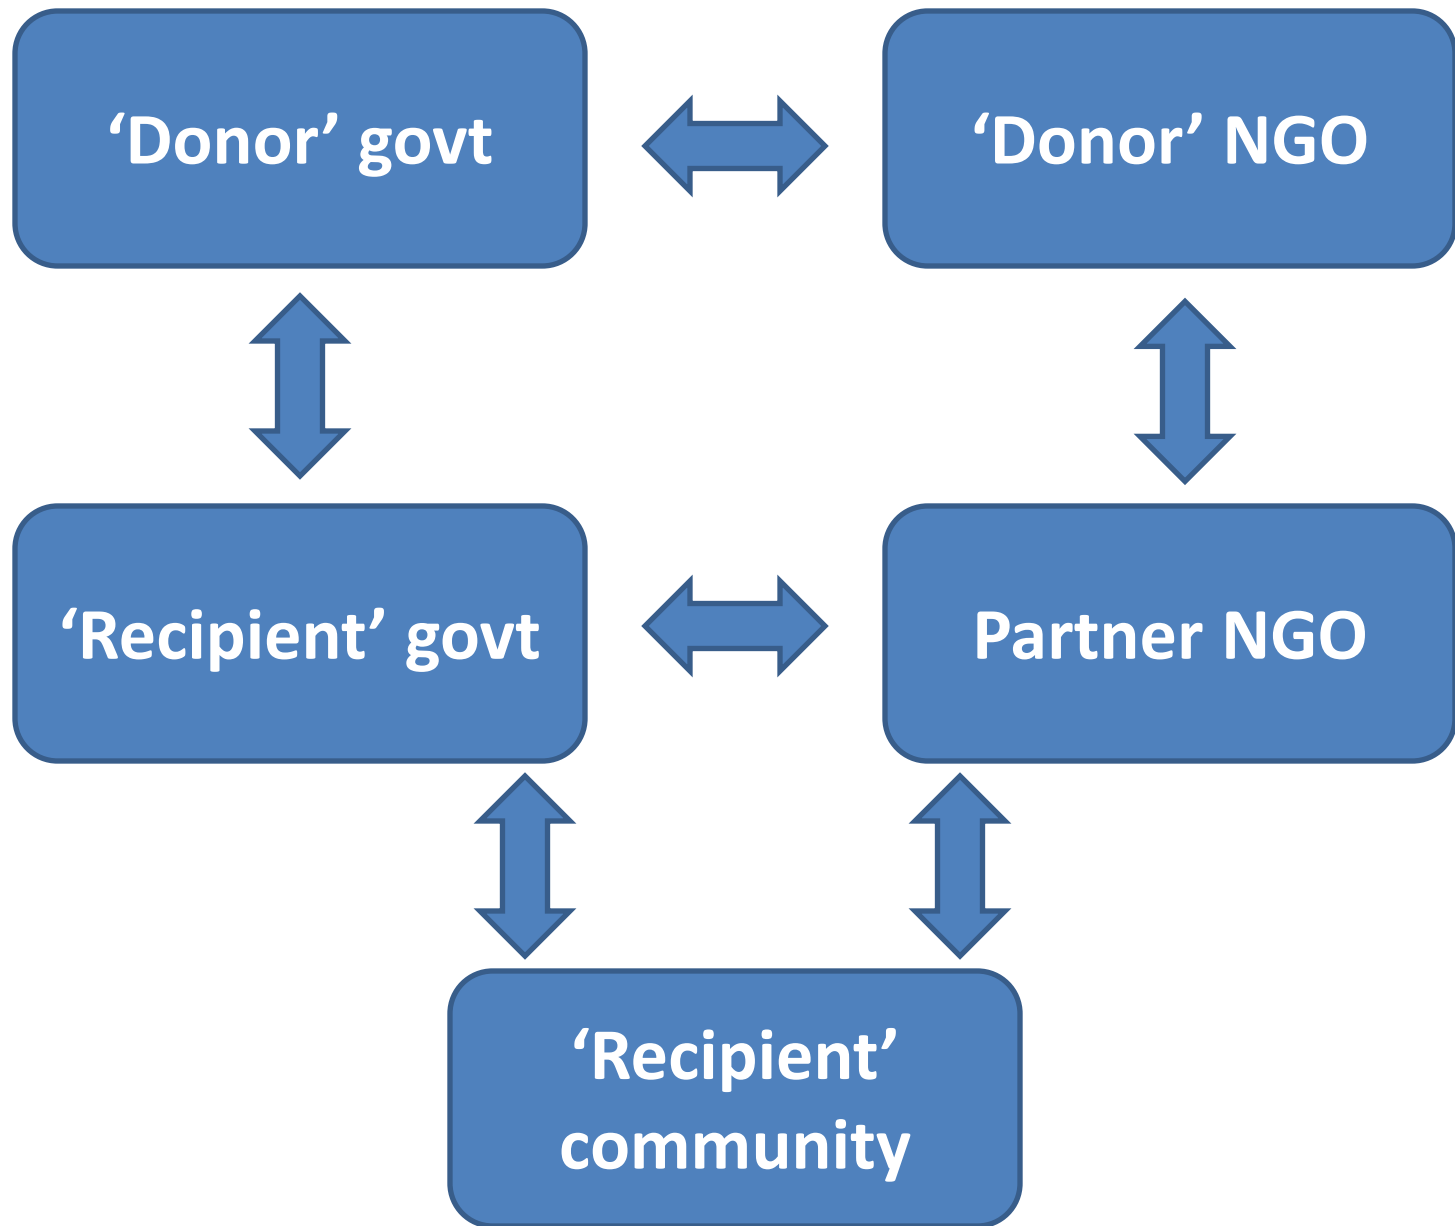 ‘Donor’ govt
‘Donor’ NGO
‘Recipient’ govt
Partner NGO
‘Recipient’
community